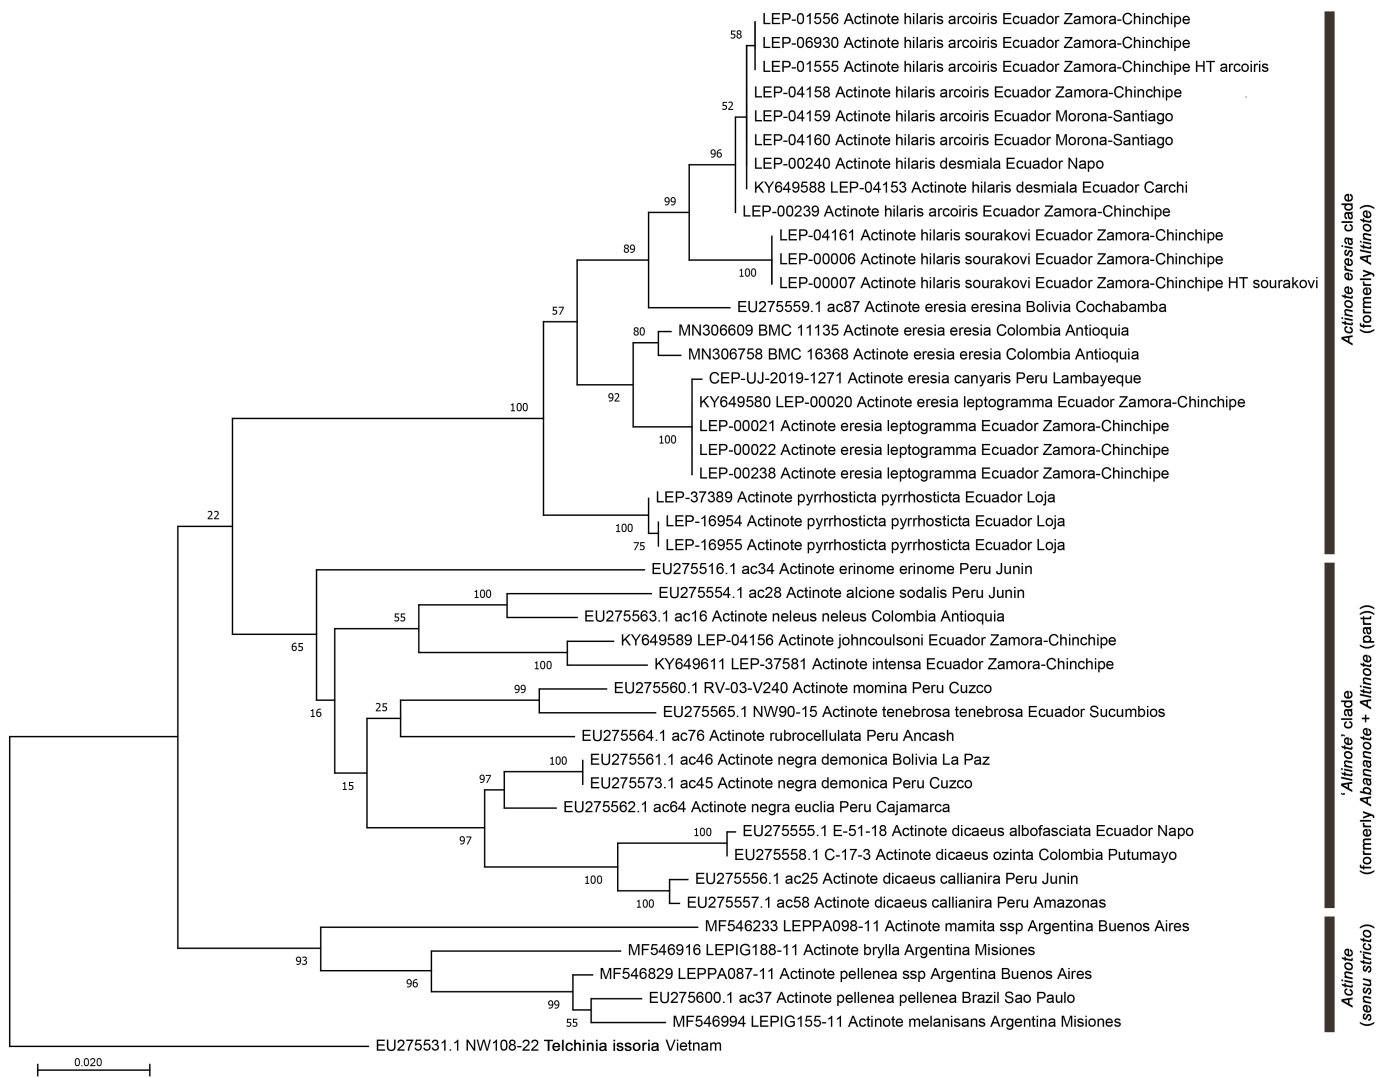 LEP-01556 Actinote hilaris arcoiris Ecuador Zamora-Chinchipe
58
LEP-06930 Actinote hilaris arcoiris Ecuador Zamora-Chinchipe
LEP-01555 Actinote hilaris arcoiris Ecuador Zamora-Chinchipe HT arcoiris
LEP-04158 Actinote hilaris arcoiris Ecuador Zamora-Chinchipe
52
LEP-04159 Actinote hilaris arcoiris Ecuador Morona-Santiago
LEP-04160 Actinote hilaris arcoiris Ecuador Morona-Santiago
96
LEP-00240 Actinote hilaris desmiala Ecuador Napo
KY649588 LEP-04153 Actinote hilaris desmiala Ecuador Carchi
99
LEP-00239 Actinote hilaris arcoiris Ecuador Zamora-Chinchipe
LEP-04161 Actinote hilaris sourakovi Ecuador Zamora-Chinchipe
89
LEP-00006 Actinote hilaris sourakovi Ecuador Zamora-Chinchipe
100
LEP-00007 Actinote hilaris sourakovi Ecuador Zamora-Chinchipe HT sourakovi
EU275559.1 ac87 Actinote eresia eresina Bolivia Cochabamba
57
80
MN306609 BMC 11135 Actinote eresia eresia Colombia Antioquia
MN306758 BMC 16368 Actinote eresia eresia Colombia Antioquia
CEP-UJ-2019-1271 Actinote eresia canyaris Peru Lambayeque
92
KY649580 LEP-00020 Actinote eresia leptogramma Ecuador Zamora-Chinchipe
100
LEP-00021 Actinote eresia leptogramma Ecuador Zamora-Chinchipe
100
LEP-00022 Actinote eresia leptogramma Ecuador Zamora-Chinchipe
LEP-00238 Actinote eresia leptogramma Ecuador Zamora-Chinchipe
LEP-37389 Actinote pyrrhosticta pyrrhosticta Ecuador Loja
22
100
LEP-16954 Actinote pyrrhosticta pyrrhosticta Ecuador Loja
75
LEP-16955 Actinote pyrrhosticta pyrrhosticta Ecuador Loja
Actinote eresia clade
(formerly Altinote)
EU275516.1 ac34 Actinote erinome erinome Peru Junin
100
EU275554.1 ac28 Actinote alcione sodalis Peru Junin
55
EU275563.1 ac16 Actinote neleus neleus Colombia Antioquia
65
KY649589 LEP-04156 Actinote johncoulsoni Ecuador Zamora-Chinchipe
100
KY649611 LEP-37581 Actinote intensa Ecuador Zamora-Chinchipe
99
EU275560.1 RV-03-V240 Actinote momina Peru Cuzco
16
25
EU275565.1 NW90-15 Actinote tenebrosa tenebrosa Ecuador Sucumbios
EU275564.1 ac76 Actinote rubrocellulata Peru Ancash
100
EU275561.1 ac46 Actinote negra demonica Bolivia La Paz
15
97
EU275573.1 ac45 Actinote negra demonica Peru Cuzco
EU275562.1 ac64 Actinote negra euclia Peru Cajamarca
97
100
EU275555.1 E-51-18 Actinote dicaeus albofasciata Ecuador Napo
EU275558.1 C-17-3 Actinote dicaeus ozinta Colombia Putumayo
100
EU275556.1 ac25 Actinote dicaeus callianira Peru Junin
100
EU275557.1 ac58 Actinote dicaeus callianira Peru Amazonas
'Altinote' clade
(formerly Abananote + Altinote (part))
MF546233 LEPPA098-11 Actinote mamita ssp Argentina Buenos Aires
93
MF546916 LEPIG188-11 Actinote brylla Argentina Misiones
96
MF546829 LEPPA087-11 Actinote pellenea ssp Argentina Buenos Aires
99
EU275600.1 ac37 Actinote pellenea pellenea Brazil Sao Paulo
55
MF546994 LEPIG155-11 Actinote melanisans Argentina Misiones
Actinote
(sensu stricto)
EU275531.1 NW108-22 Telchinia issoria Vietnam
0.020